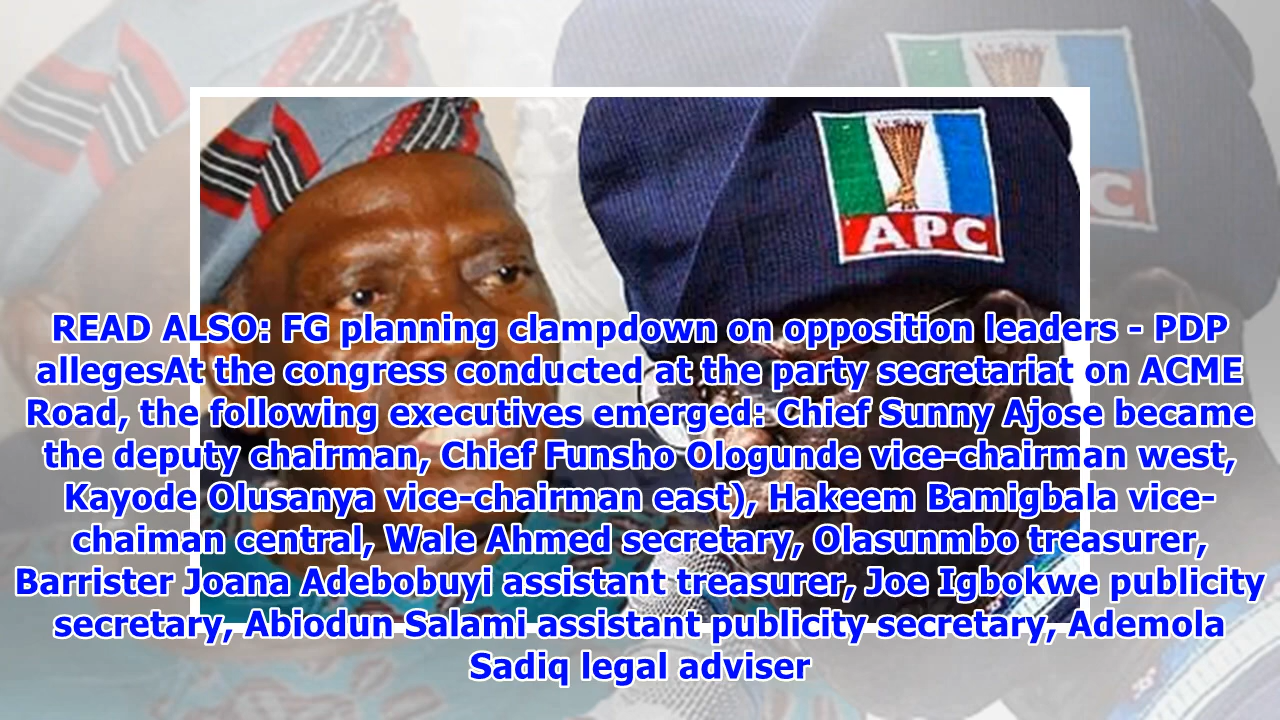 APC
C
READ ALSO: FG planning clampdown on opposition leaders - PDP
allegesAt the congress conducted at the party secretariat on ACME
Road, the following executives emerged: Chief Sunny Ajose became
the deputy chairman, Chief Funsho Ologunde vice-chairman west,
Kayode Olusanya vice-chairman east), Hakeem Bamigbala vice-
chaiman central, Wale Ahmed secretary, Olasunmbo treasurer,
Barrister Joana Adebobuyi assistant treasurer, Joe Igbokwe publicity
secretary, Abiodun Salami assistant publicity secretary, Ademola
Sadiq legal adviser